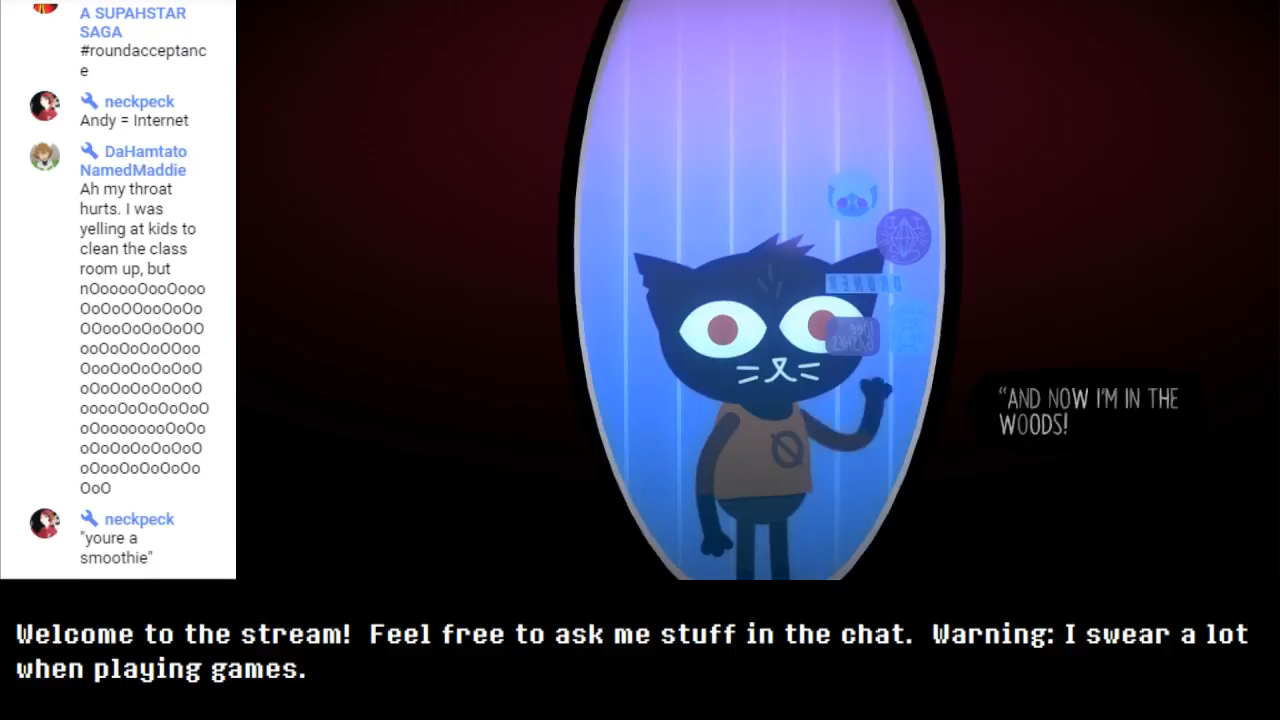 A SUPAHSTAR
SAGA
#roundacceptanc
e
neckpeck
Andy = Internet
DaHamtato
NamedMaddie
Ah my throat
hurts. I was
yelling at kids to
clean the class
room up, but
nOooooOooOooo
OoOoOOooOoOo
OOooOoOoOoOO
ooOoOoOoOOoo
OoooOoOoOoOoO
oOOoOoOoOoOoO
ooooOoOoOoOoO
oOoooooooOoOo
oOoOoOoOoOoO
oOooOoOoOoOo
OoO
neckpeck
"youre a
smoothie"
"AND NOW I'M IN THE
WOODS!
Welcome to the stream!  Feel free to ask me stuff in the chat.  Warning: I swear a lot
when playing games.